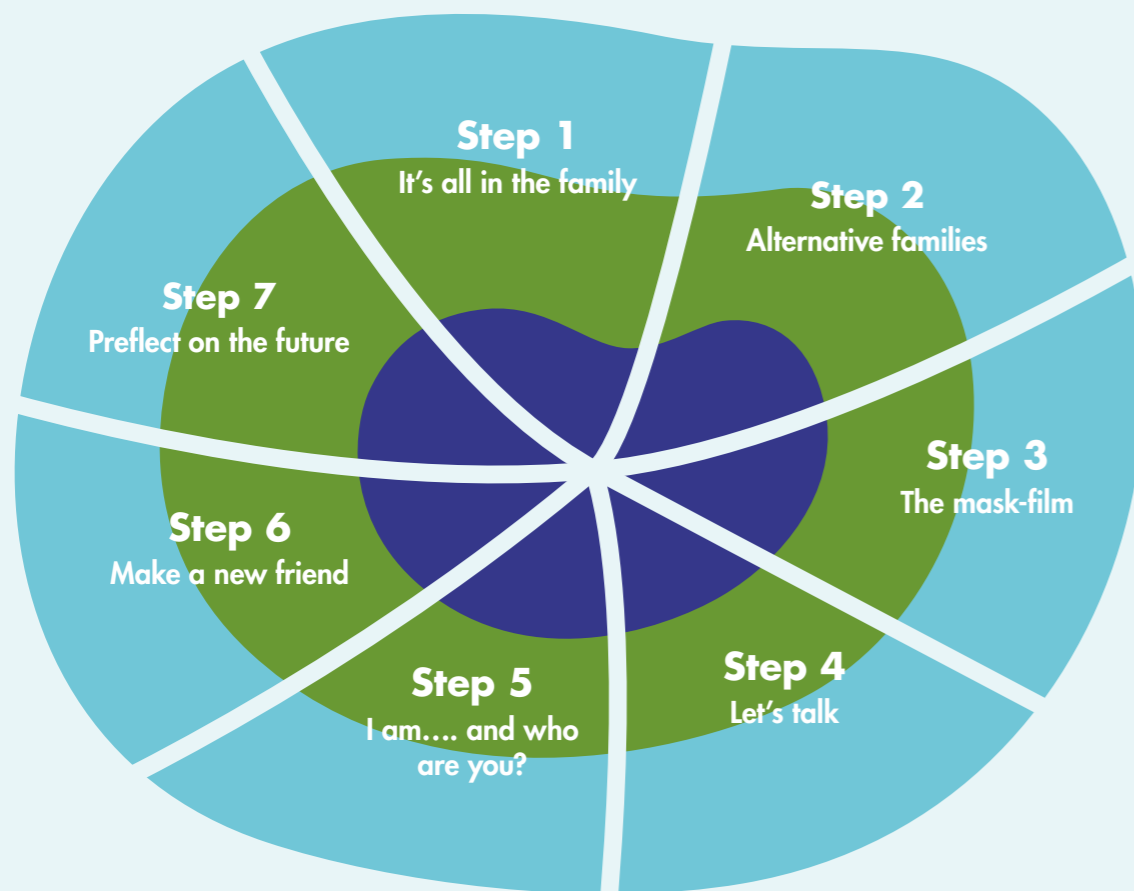 Step 1
It's all in the family
Step 2
Alternative families
Step 3
The mask-film
Step 4
Let's talk
Step 5
I am.... and who
are you?
Step 6
Make a new friend
Step 7
Preflect on the future